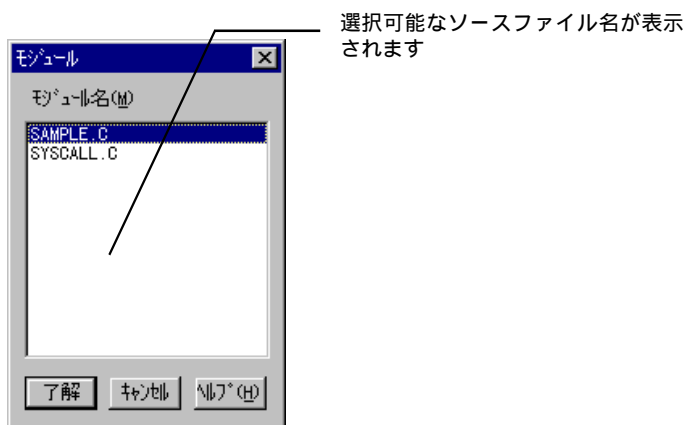 選択可能なソースファイル名が表示
されます
ﾓｼﾞｭｰﾙ
ﾓｼﾞｭｰﾙ名(M)
SAMPLE.C
SYSCALL.C
了解 ｷｬﾝｾﾙ ﾍﾙﾌﾟ(H)